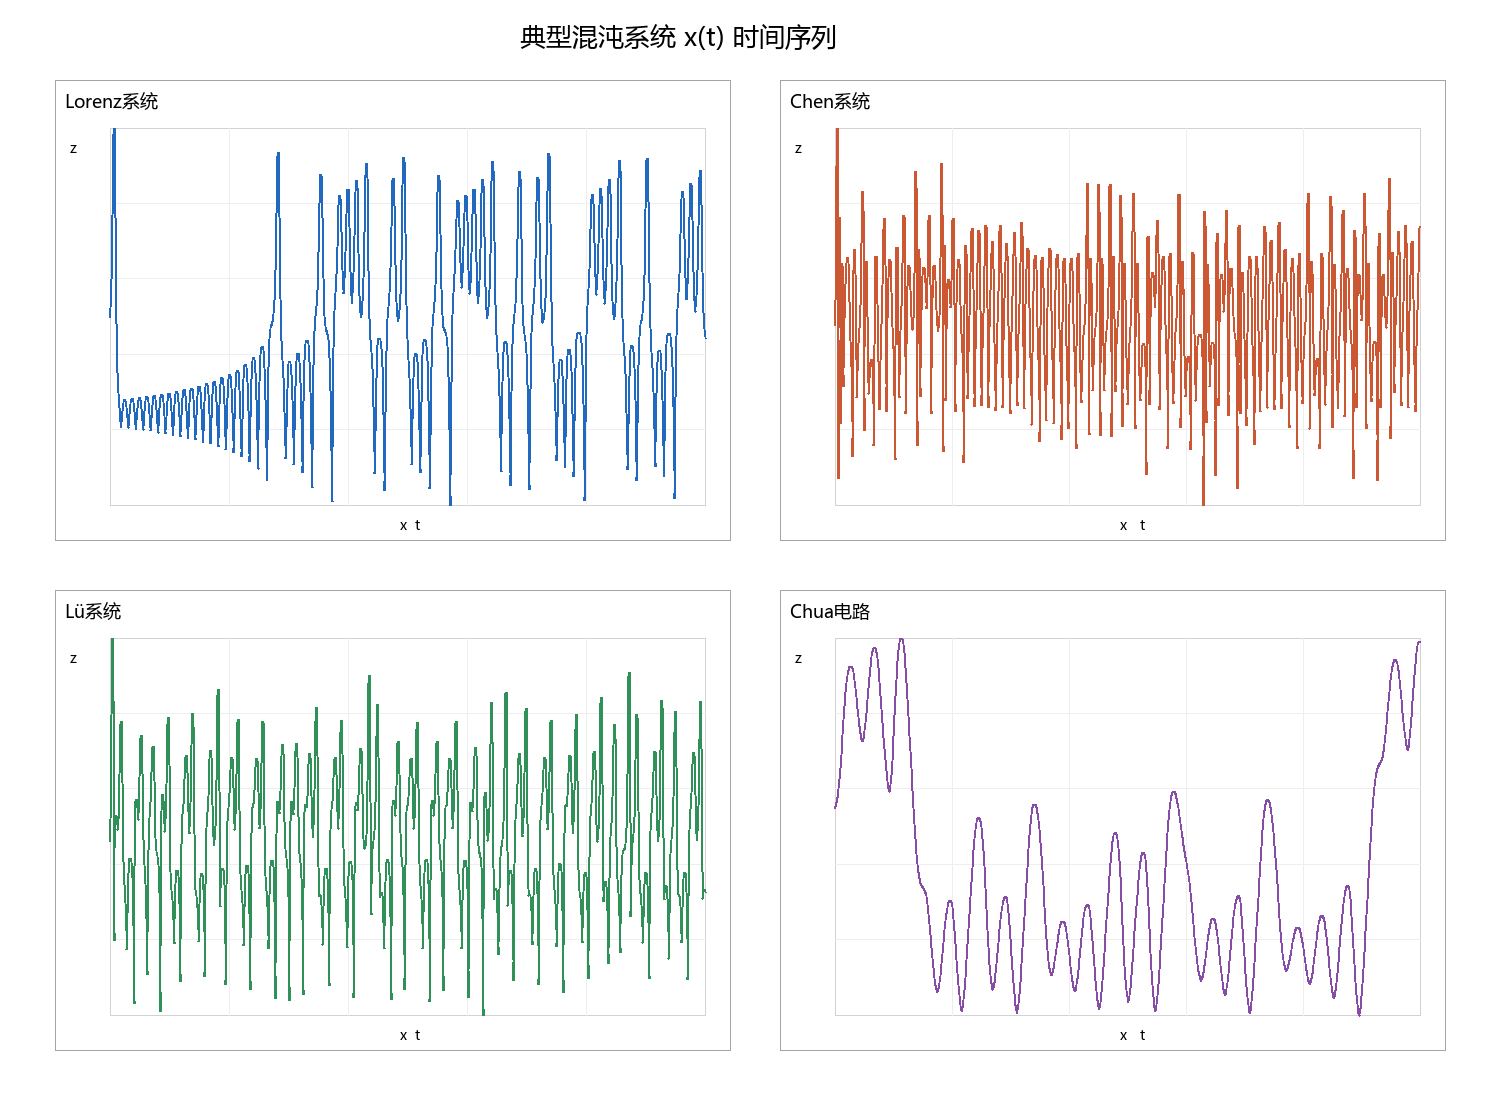 典型混沌系统 x(t) 时间序列
Lorenz系统
z
x t
Chen系统
z
x t
Lü系统
z
x t
Chua电路
z
x t